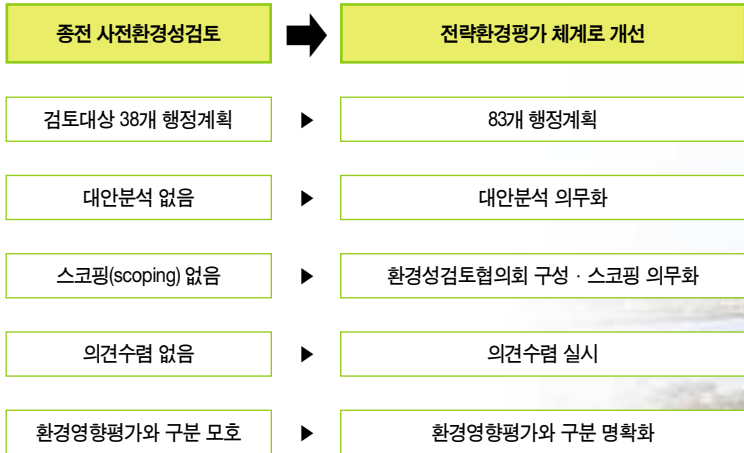 종전 사전환경성검토 ➡ 전략환경평가 체계로 개선
검토대상 38개 행정계획 ▶ 83개 행정계획
대안분석 없음 ▶ 대안분석 의무화
스코핑(scoping) 없음 ▶ 환경성검토협의회 구성 · 스코핑 의무화
의견수렴 없음 ▶ 의견수렴 실시
환경영향평가와 구분 모호 ▶ 환경영향평가와 구분 명확화